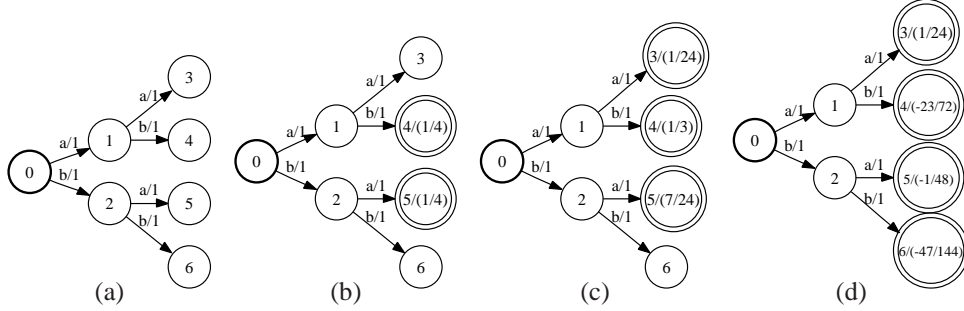 0
a/1
b/1
1
2
a/1
b/1
a/1
b/1
3
4
5
6
(a)
0
a/1
b/1
1
2
a/1
b/1
a/1
b/1
3
4/(1/4)
5/(1/4)
6
(b)
0
a/1
b/1
1
2
a/1
b/1
a/1
b/1
3/(1/24)
4/(1/3)
5/(7/24)
6
(c)
0
a/1
b/1
1
2
a/1
b/1
a/1
b/1
3/(1/24)
4/(-23/72)
5/(-1/48)
6/(-47/144)
(d)